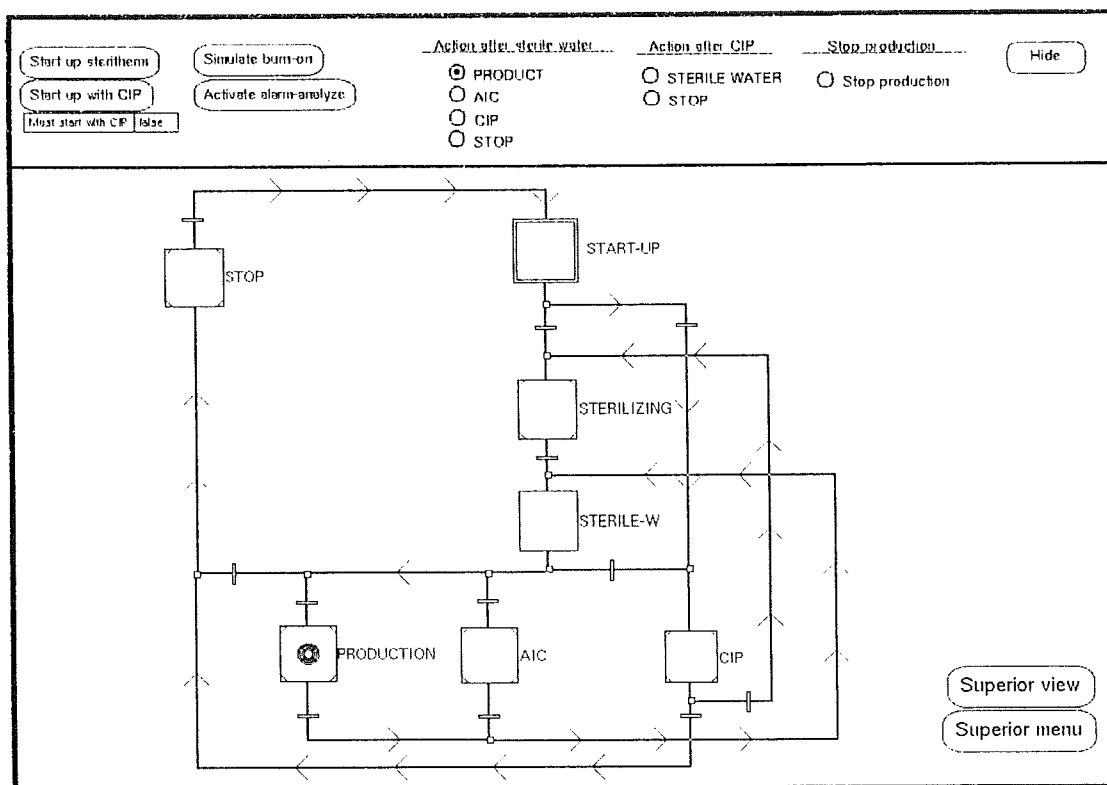 Start up steritherm
Simulate burn-on
Start up with CIP
Activate alarm-analyze
Must start with CIP false
Action after sterile water
PRODUCT
AIC
CIP
STOP
Action after CIP
STERILE WATER
STOP
Stop production
Stop production
Hide
START-UP
STOP
STERILIZING
STERILE-W
PRODUCTION
AIC
CIP
Superior view
Superior menu